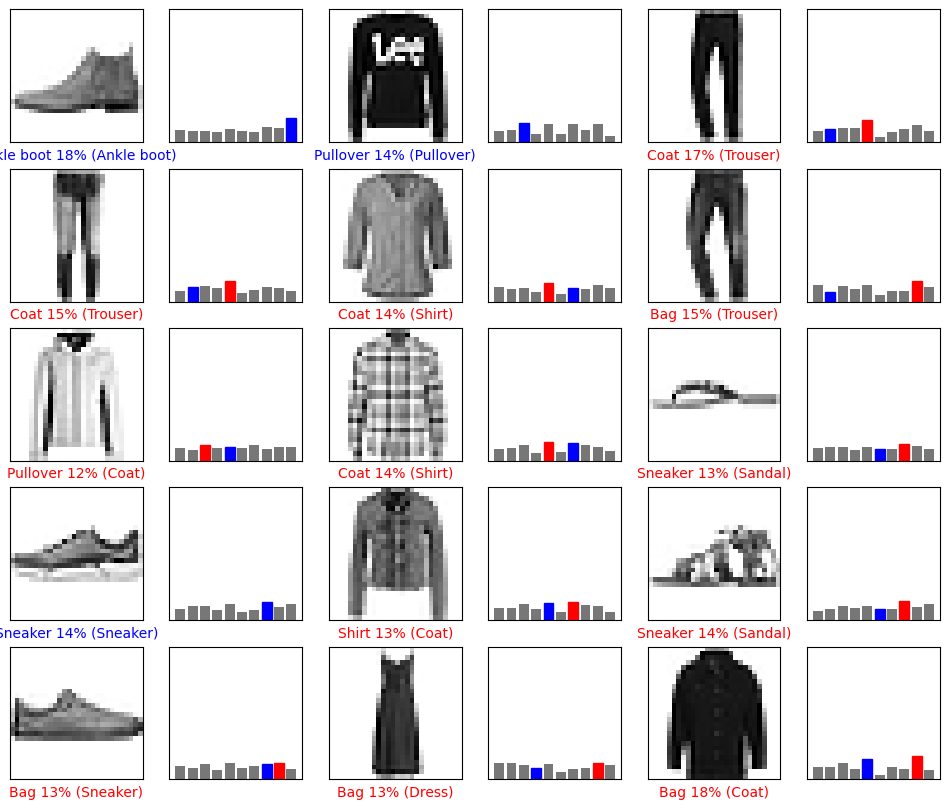 kle boot 18% (Ankle boot)
Lee
Pullover 14% (Pullover)
Coat 17% (Trouser)
Coat 15% (Trouser)
Coat 14% (Shirt)
Bag 15% (Trouser)
Pullover 12% (Coat)
Coat 14% (Shirt)
Sneaker 13% (Sandal)
Sneaker 14% (Sneaker)
Shirt 13% (Coat)
Sneaker 14% (Sandal)
Bag 13% (Sneaker)
Bag 13% (Dress)
Bag 18% (Coat)